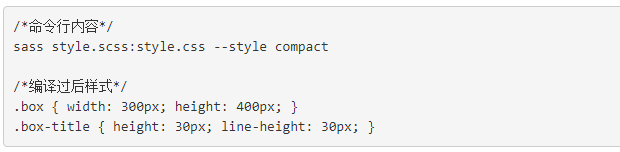 /*命令行内容*/
sass style.scss:style.css --style compact
/*编译过后样式*/
.box { width: 300px; height: 400px; }
.box-title { height: 30px; line-height: 30px; }